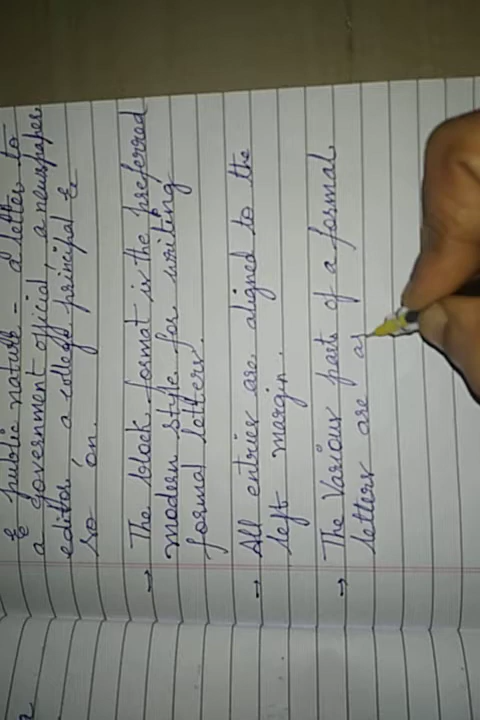 & public nature - a letter to
a government official, a newspaper
editor, a college principal &
so on.
→ The block format is the preferred
modern style for writing
formal letters.
→ All entries are aligned to the
left margin.
→ The Various parts of a formal
letters are as